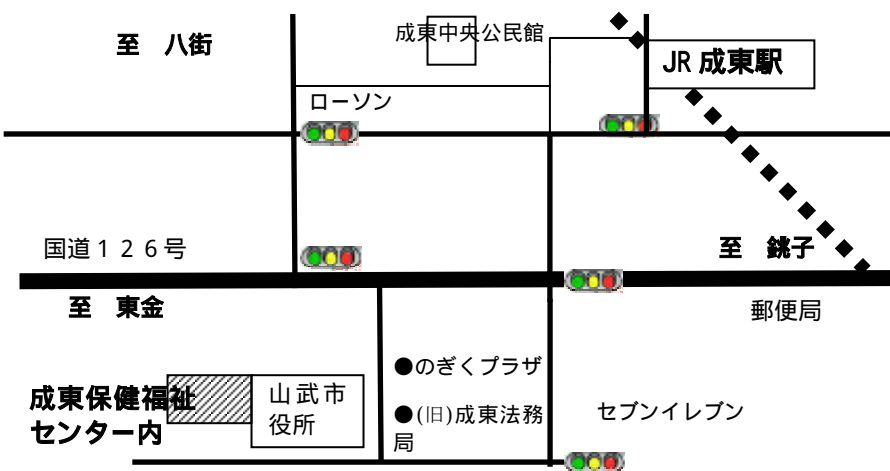 成東中央公民館
至　八街
JR 成東駅
ローソン
国道１２６号
至　銚子
至　東金
郵便局
●のぎくプラザ
成東保健福祉
センター内
山武市
役所
●(旧)成東法務
局
セブンイレブン